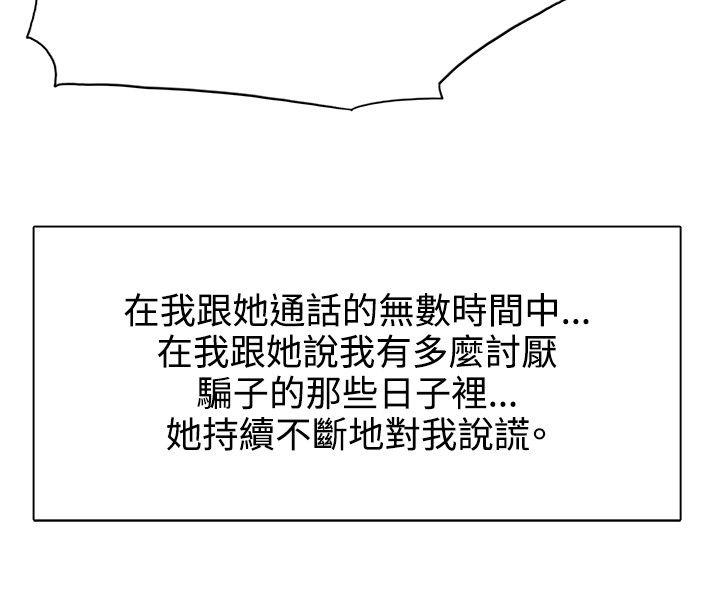 在我跟她通話的無數時間中...
在我跟她說我有多麼討厭
騙子的那些日子裡...
她持續不斷地對我說謊。